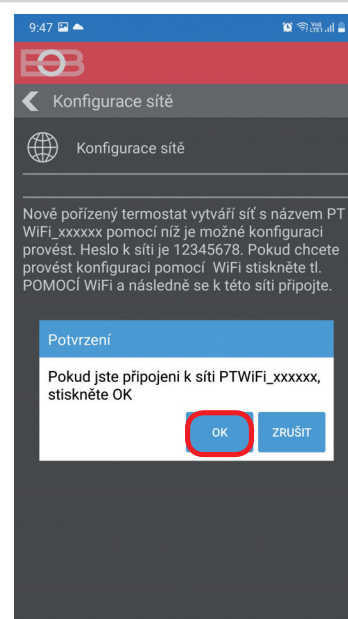 9:47
EOB
Konfigurace sítě
Konfigurace sítě
Nově pořízený termostat vytváří síť s názvem PT
WiFi_xxxxxx pomocí níž je možné konfiguraci
provést. Heslo k síti je 12345678. Pokud chcete
provést konfiguraci pomocí  WiFi stiskněte tl.
POMOCÍ WiFi a následně se k této síti připojte.
Potvrzení
Pokud jste připojeni k síti PTWiFi_xxxxxx,
stiskněte OK
OK ZRUŠIT